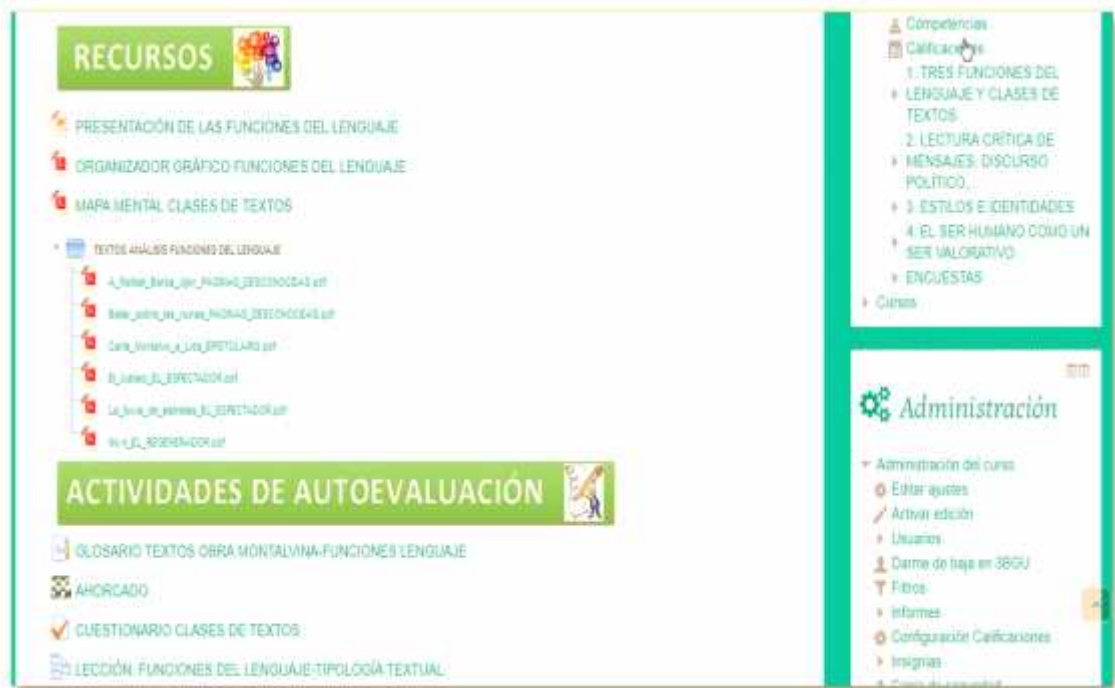 RECURSOS
PRESENTACIÓN DE LAS FUNCIONES DEL LENGUAJE
ORGANIZADOR GRÁFICO FUNCIONES DEL LENGUAJE
MAPA MENTAL CLASES DE TEXTOS
TEXTOS ANÁLISIS FUNCIONES DEL LENGUAJE
ACTIVIDADES DE AUTOEVALUACIÓN
GLOSARIO TEXTOS OBRA MONTALVINA-FUNCIONES LENGUAJE
AHORCADO
CUESTIONARIO CLASES DE TEXTOS
LECCIÓN: FUNCIONES DEL LENGUAJE-TIPOLOGÍA TEXTUAL
Competencias
1. TRES FUNCIONES DEL
LENGUAJE Y CLASES DE
TEXTOS
2. LECTURA CRÍTICA DE
MENSAJES: DISCURSO
POLÍTICO,
3. ESTILOS E IDENTIDADES
4. EL SER HUMANO COMO UN
SER VALORATIVO
ENCUESTAS
Cursos
Administración
Administración del curso
Editar ajustes
Activar edición
Usuarios
Darme de baja en 3BGU
Filtros
Informes
Configuración Calificaciones
Insignias